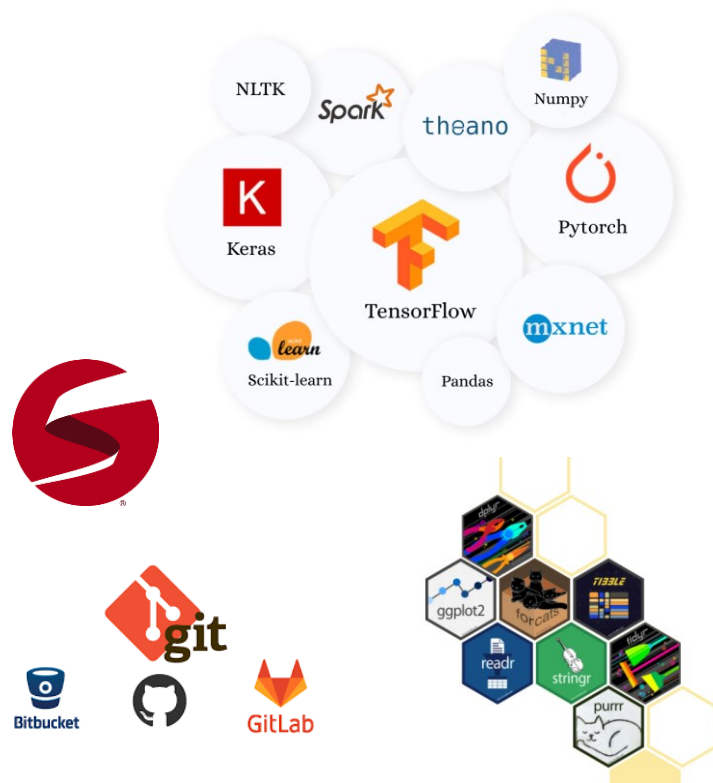 NLTK
Spark
theano
Numpy
K
Keras
TensorFlow
Pytorch
learn
Scikit-learn
mxnet
Pandas
S
®
git
Bitbucket
GitLab
dplyr
ggplot2
forcats
TIBBLE
readr
stringr
tidyr
purrr